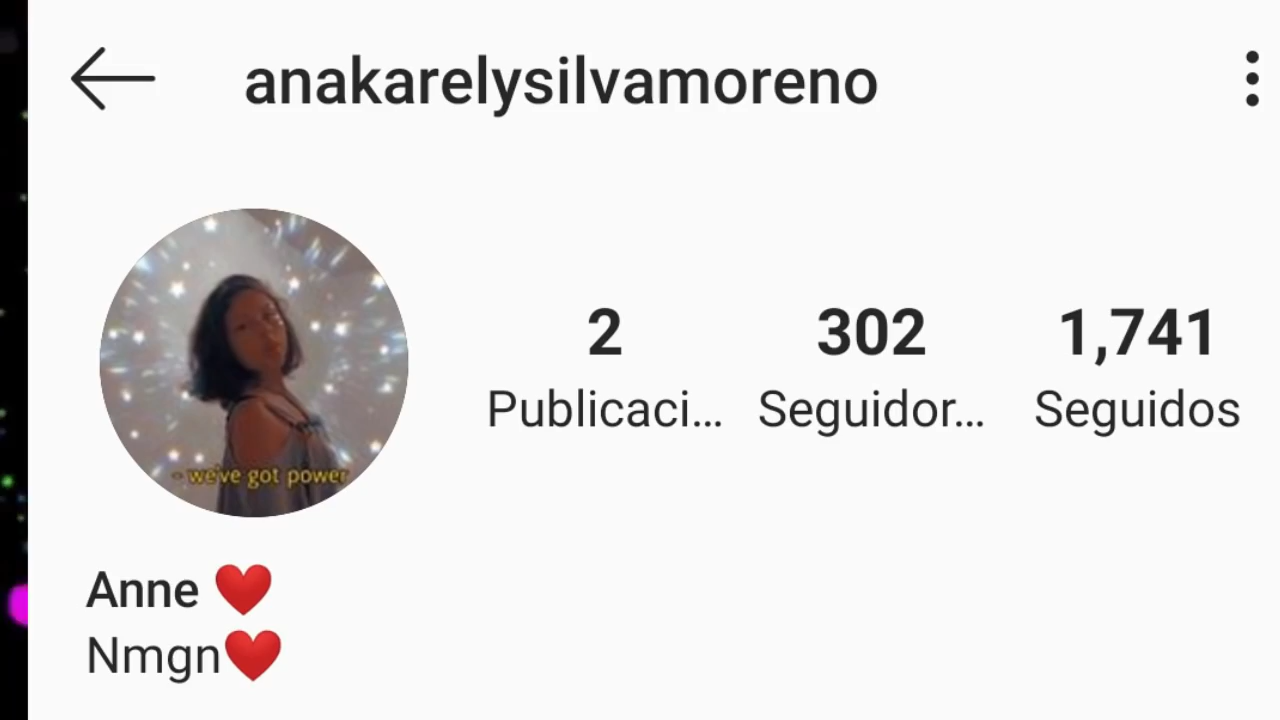 anakarelysilvamoreno
2 302 1,741
Publicaci... Seguidor... Seguidos
- we've got power
Anne ❤️
Nmgn❤️